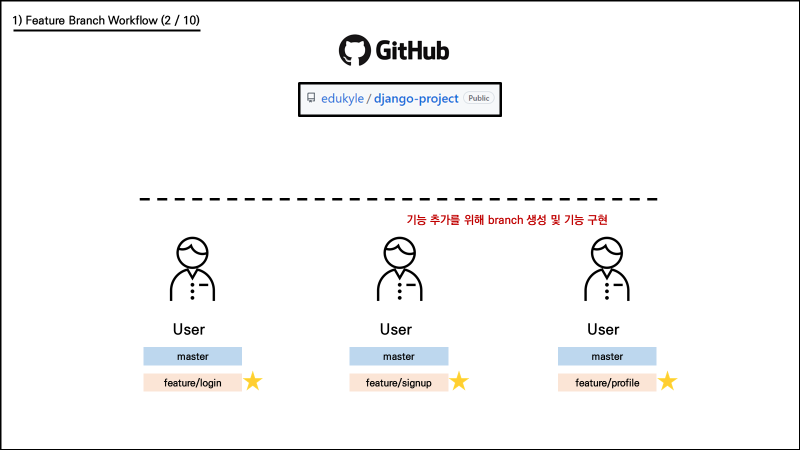 1) Feature Branch Workflow (2 / 10)
GitHub
edukyle / django-project Public
기능 추가를 위해 branch 생성 및 기능 구현
User User User
master master master
feature/login feature/signup feature/profile